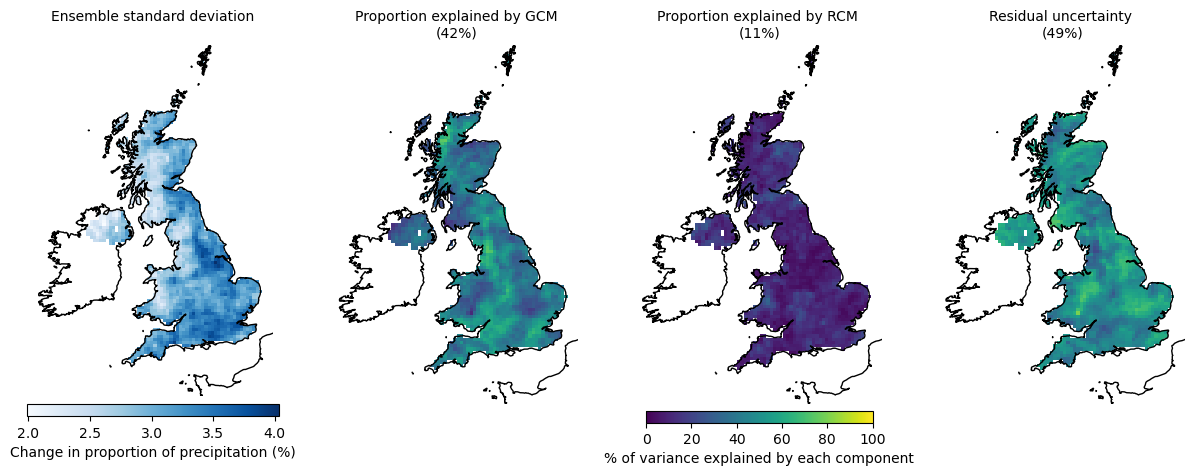 Ensemble standard deviation
Proportion explained by GCM
(42%)
Proportion explained by RCM
(11%)
Residual uncertainty
(49%)
2.0 2.5 3.0 3.5 4.0
Change in proportion of precipitation (%)
0 20 40 60 80 100
% of variance explained by each component